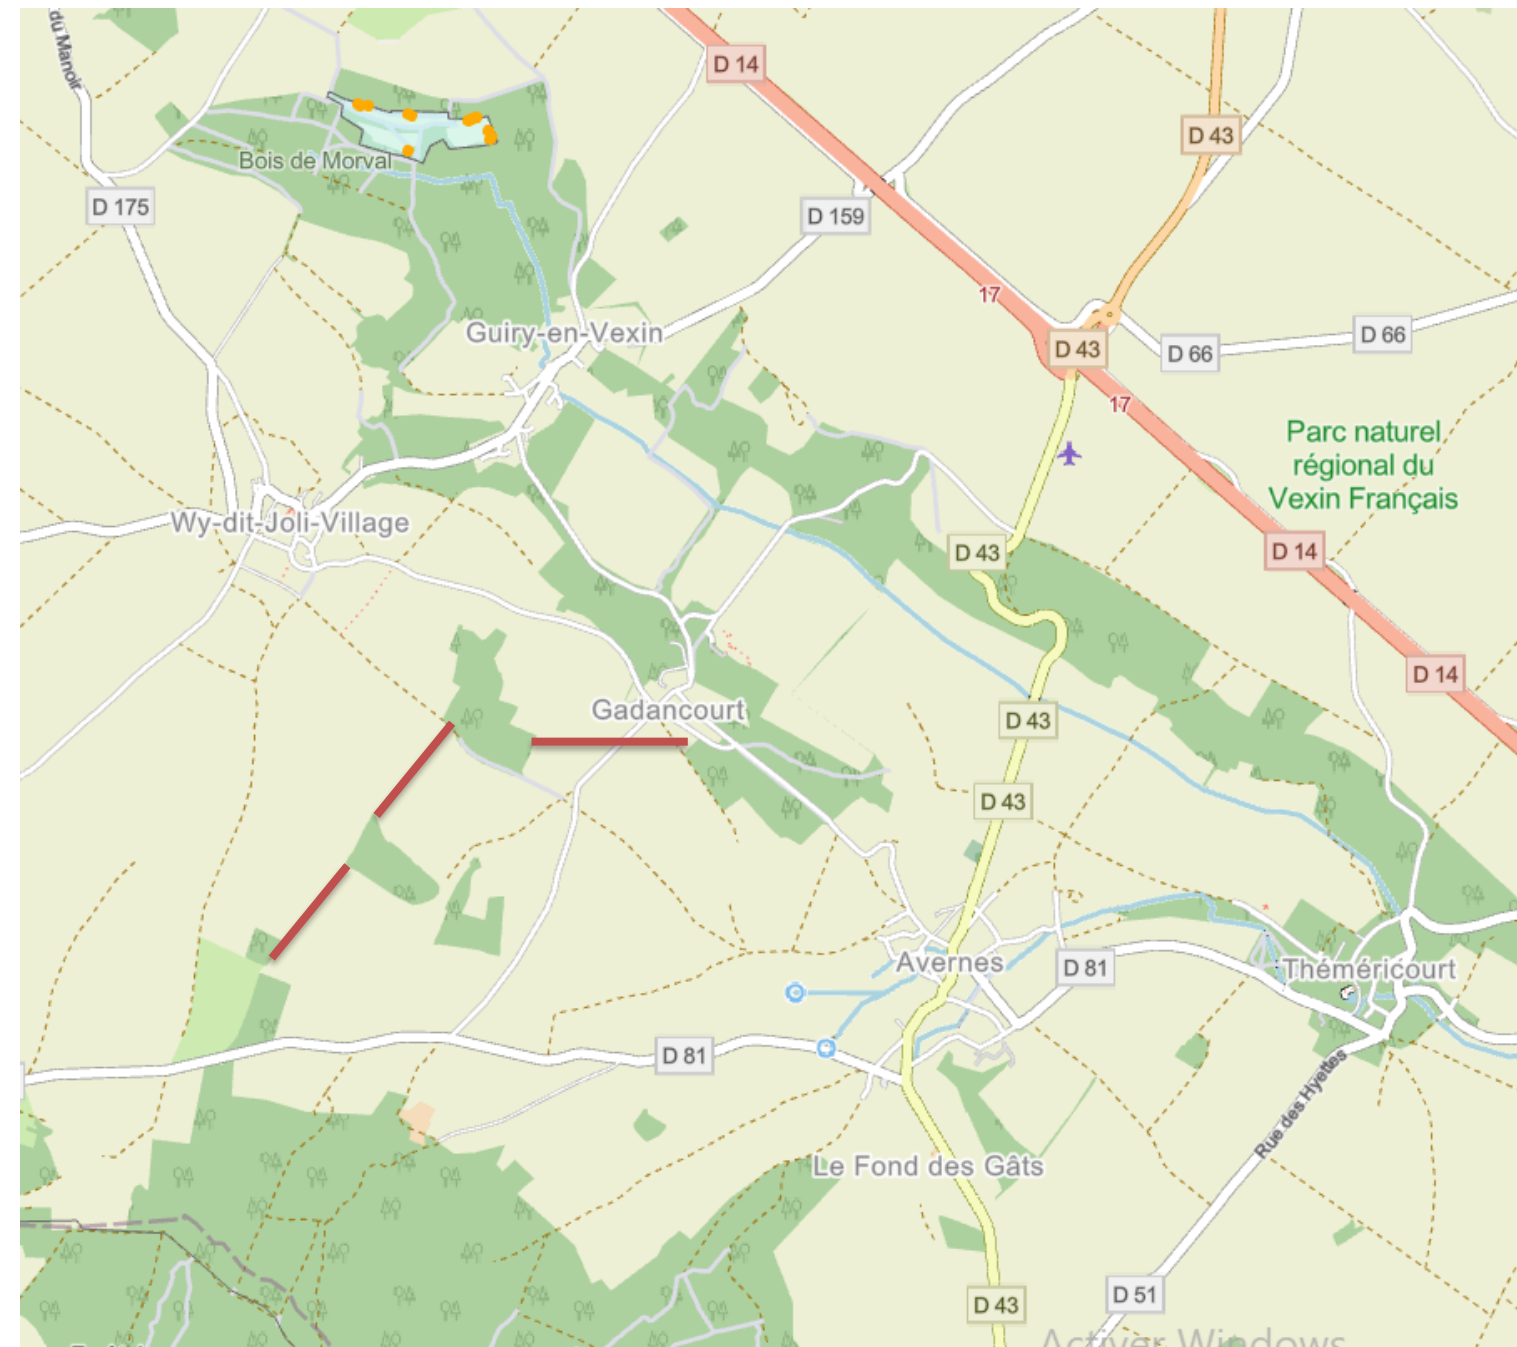 du Manoir
D 14
D 43
Bois de Morval
D 175
D 159
17
Guiry-en-Vexin
D 43
D 66
D 66
17
Parc naturel
régional du
Vexin Français
Wy-dit-Joli-Village
D 43
D 14
D 14
Gadancourt
D 43
D 43
Avernes
D 81
Théméricourt
D 81
Rue des Hyettes
Le Fond des Gâts
D 51
D 43
Activer Windows